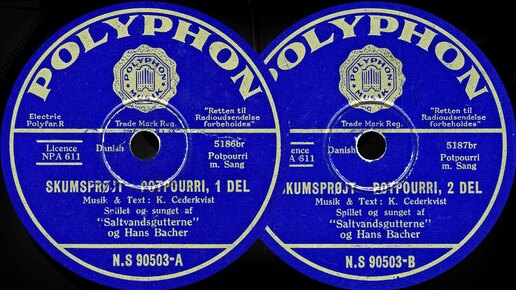 POLYPHON
POLYPHON MUSIK
Electric
Polyfar.R
Trade Mark Reg.
"Retten til
Radioudsendelse
forbeholdes"
Licence
NPA 611
Danish
5186br
Potpourri
m. Sang
SKUMSPRØJT - POTPOURRI, 1 DEL
Musik & Text: K. Cederkvist
Spillet og sunget af
"Saltvandsgutterne"
og Hans Bacher
N.S 90503-A
POLYPHON
POLYPHON MUSIK
Trade Mark Reg.
"Retten til
Radioudsendelse
forbeholdes"
Licence
NPA 611
Danish
5187br
Potpourri
m. Sang
SKUMSPRØJT - POTPOURRI, 2 DEL
Musik & Text: K. Cederkvist
Spillet og sunget af
"Saltvandsgutterne"
og Hans Bacher
N.S 90503-B